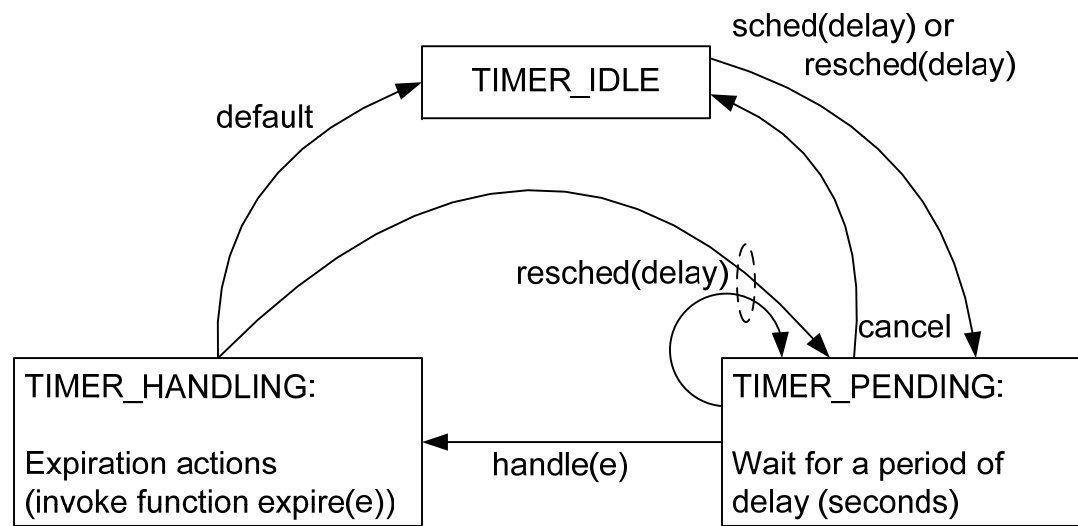 sched(delay) or
resched(delay)
TIMER_IDLE
default
resched(delay)
cancel
TIMER_HANDLING:
Expiration actions
(invoke function expire(e))
handle(e)
TIMER_PENDING:
Wait for a period of
delay (seconds)